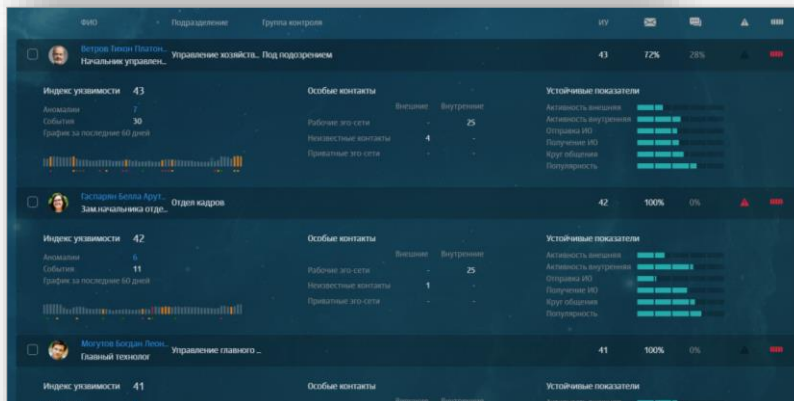 ФИО Подразделение Группа контроля ИУ
Ветров Тихон Платон.. Управление хозяйств.. Под подозрением 43 72% 28%
Начальник управлен..
Индекс уязвимости 43 Особые контакты Устойчивые показатели
Аномалии 7 Внешние Внутренние Активность внешняя
События 30 Рабочие эго-сети - 25 Активность внутренняя
График за последние 60 дней Неизвестные контакты 4 - Отправка ИО
Получение ИО
Приватные эго-сети - - Круг общения
Популярность
Гаспарян Белла Арут.. Отдел кадров 42 100% 0%
Зам.начальника отде..
Индекс уязвимости 42 Особые контакты Устойчивые показатели
Аномалии 6 Внешние Внутренние Активность внешняя
События 11 Рабочие эго-сети - 25 Активность внутренняя
График за последние 60 дней Неизвестные контакты 1 - Отправка ИО
Получение ИО
Приватные эго-сети - - Круг общения
Популярность
Могутов Богдан Леон.. Управление главного .. 41 100% 0%
Главный технолог
Индекс уязвимости 41 Особые контакты Устойчивые показатели